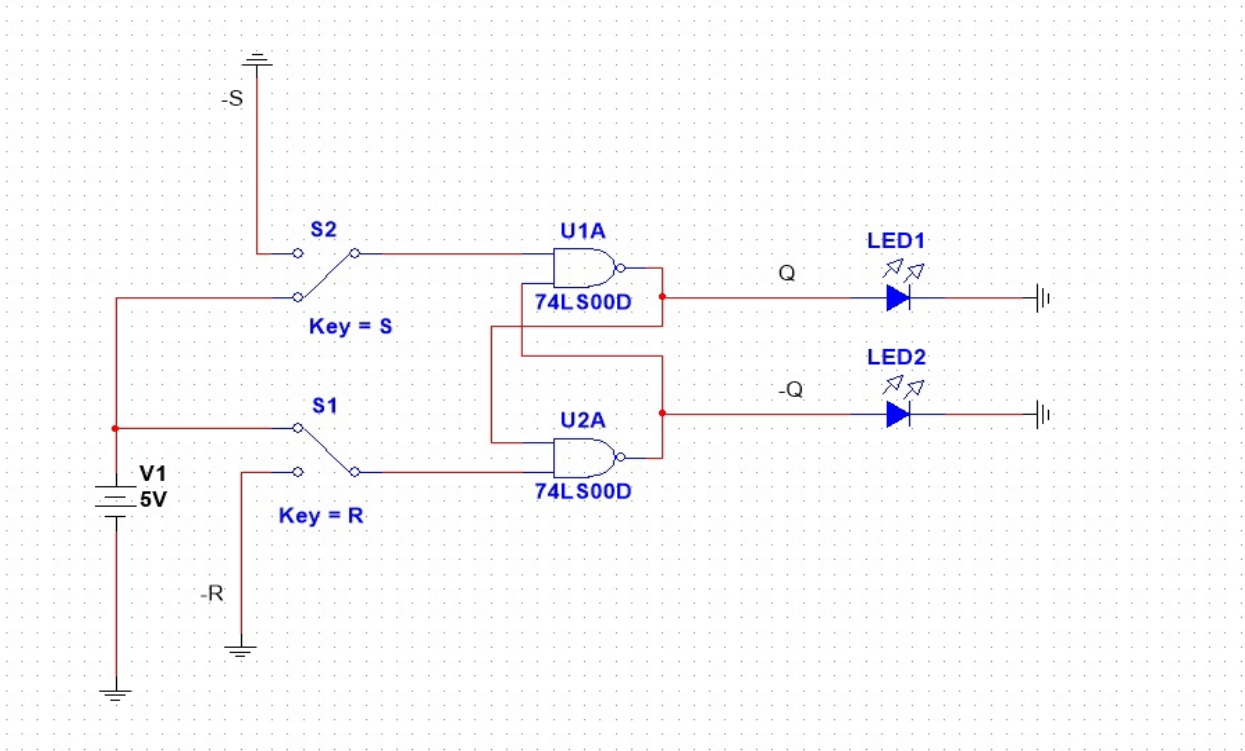 -S
S2
Key = S
U1A
74LS00D
Q
LED1
S1
Key = R
U2A
74LS00D
-Q
LED2
V1
5V
-R